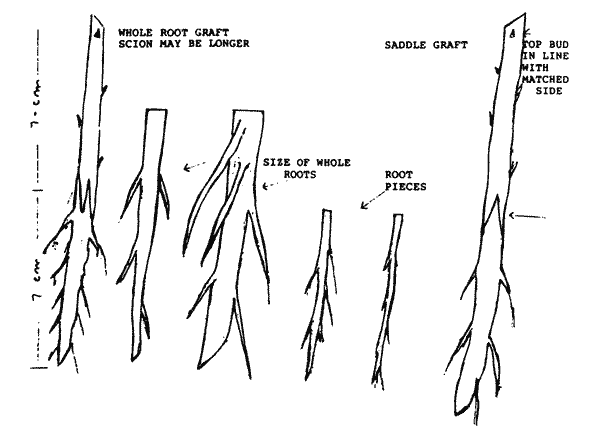 WHOLE ROOT GRAFT
SCION MAY BE LONGER
SADDLE GRAFT
TOP BUD
IN LINE
WITH
MATCHED
SIDE
7 cm
SIZE OF WHOLE
ROOTS
ROOT
PIECES
7 cm